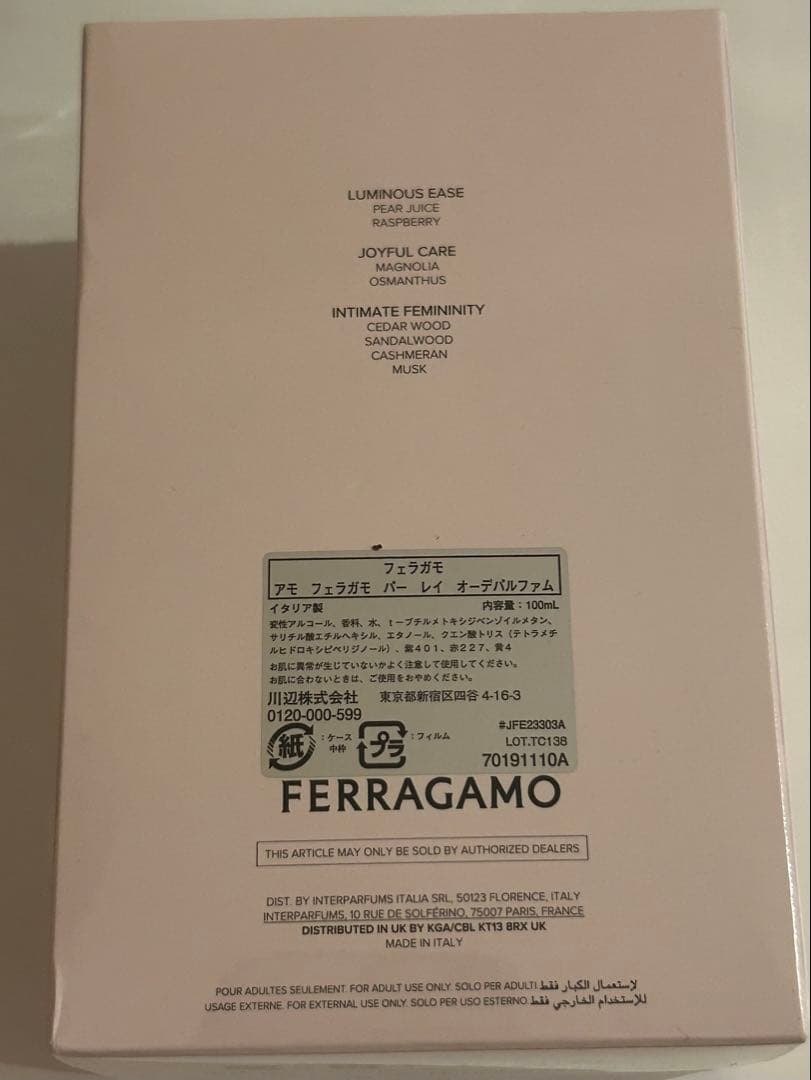 LUMINOUS EASE
PEAR JUICE
RASPBERRY
JOYFUL CARE
MAGNOLIA
OSMANTHUS
INTIMATE FEMININITY
CEDAR WOOD
SANDALWOOD
CASHMERAN
MUSK
フェラガモ
アモ フェラガモ パー レイ オーデパルファム
イタリア製 内容量:100mL
変性アルコール、香料、水、t-ブチルメトキシジベンゾイルメタン、
サリチル酸エチルヘキシル、エタノール、クエン酸トリス(テトラメチ
ルヒドロキシピペリジノール)、紫401、赤227、黄4
お肌に異常が生じていないかよく注意して使用してください。
お肌に合わないときは、ご使用をおやめください。
川辺株式会社 東京都新宿区四谷 4-16-3
0120-000-599
#JFE23303A
紙 :ケース 中枠 プラ :フィルム
LOT.TC138
70191110A
FERRAGAMO
THIS ARTICLE MAY ONLY BE SOLD BY AUTHORIZED DEALERS
DIST. BY INTERPARFUMS ITALIA SRL, 50123 FLORENCE, ITALY
INTERPARFUMS, 10 RUE DE SOLFÉRINO, 75007 PARIS, FRANCE
DISTRIBUTED IN UK BY KGA/CBL KT13 8RX UK
MADE IN ITALY
POUR ADULTES SEULEMENT. FOR ADULT USE ONLY. SOLO PER ADULTI. لإستعمال الكبار فقط
USAGE EXTERNE. FOR EXTERNAL USE ONLY. SOLO PER USO ESTERNO. للإستخدام الخارجي فقط